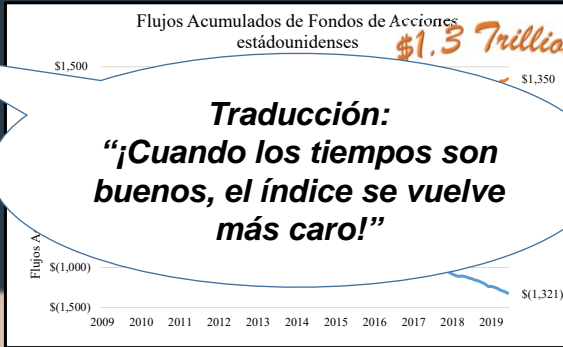 Flujos Acumulados de Fondos de Acciones
estádounidenses
$1.3 Trillio
$1,500
$1,350
Traducción:
“¡Cuando los tiempos son
buenos, el índice se vuelve
más caro!”
Flujos A
$(1,000)
$(1,321)
$(1,500)
2009 2010 2011 2012 2013 2014 2015 2016 2017 2018 2019